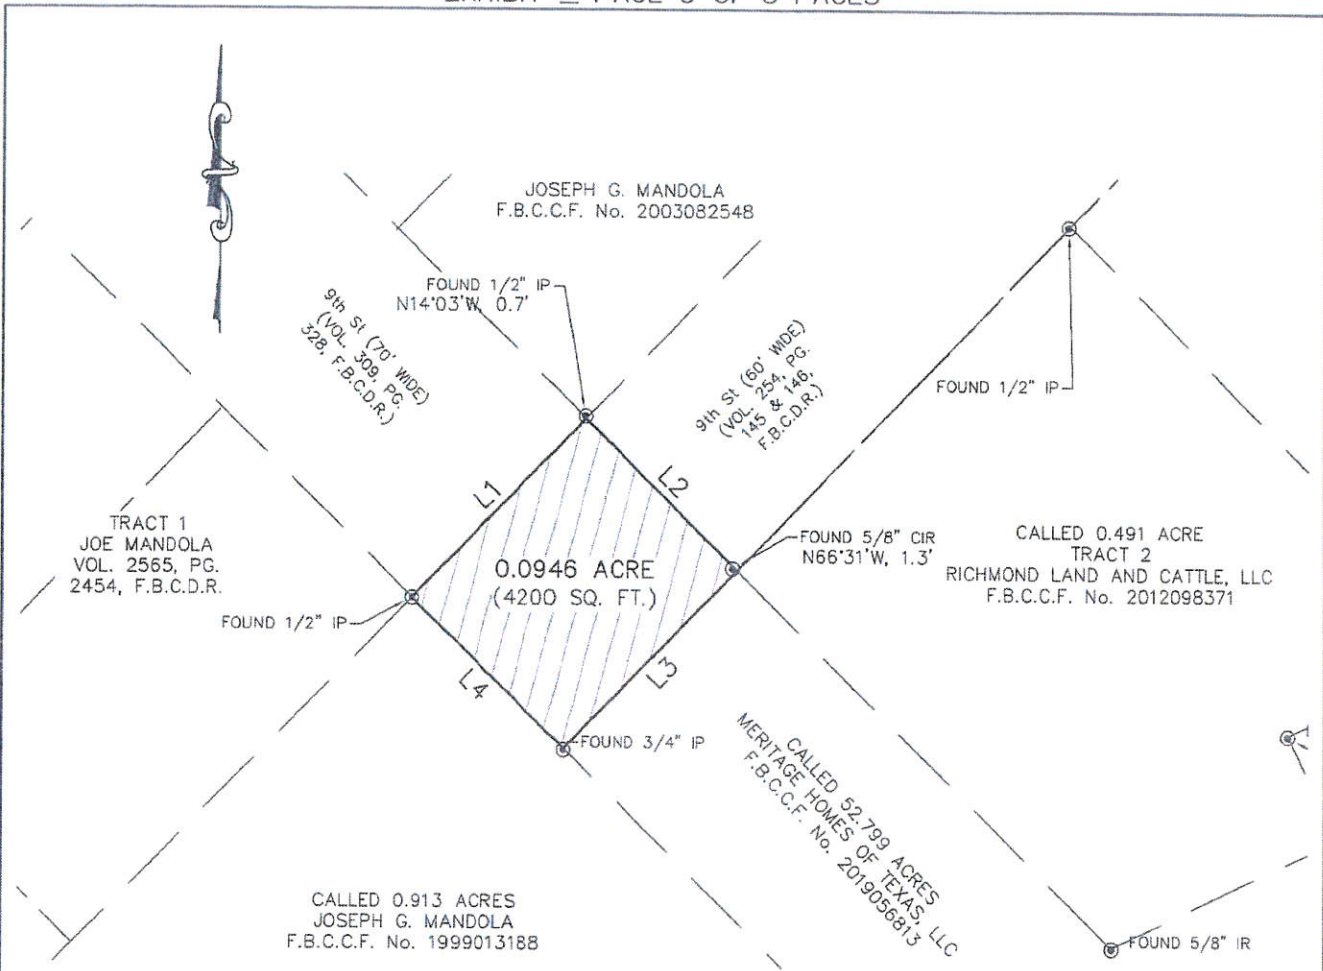 PAGE 3 OF 3 PAGES
JOSEPH G. MANDOLA
F.B.C.C.F. No. 2003082548
FOUND 1/2" IP
N14°03'W, 0.7'
9th St (70' WIDE)
(VOL. 309, PG.
328, F.B.C.D.R.)
9th St (60' WIDE)
(VOL. 254, PG.
145 & 146,
F.B.C.D.R.)
FOUND 1/2" IP
L1
L2
TRACT 1
JOE MANDOLA
VOL. 2565, PG.
2454, F.B.C.D.R.
0.0946 ACRE
(4200 SQ. FT.)
FOUND 5/8" CIR
N66°31'W, 1.3'
CALLED 0.491 ACRE
TRACT 2
RICHMOND LAND AND CATTLE, LLC
F.B.C.C.F. No. 2012098371
FOUND 1/2" IP
L4
L3
FOUND 3/4" IP
CALLED 52.799 ACRES
MERITAGE HOMES OF TEXAS, LLC
F.B.C.C.F. No. 2019056813
CALLED 0.913 ACRES
JOSEPH G. MANDOLA
F.B.C.C.F. No. 1999013188
FOUND 5/8" IR